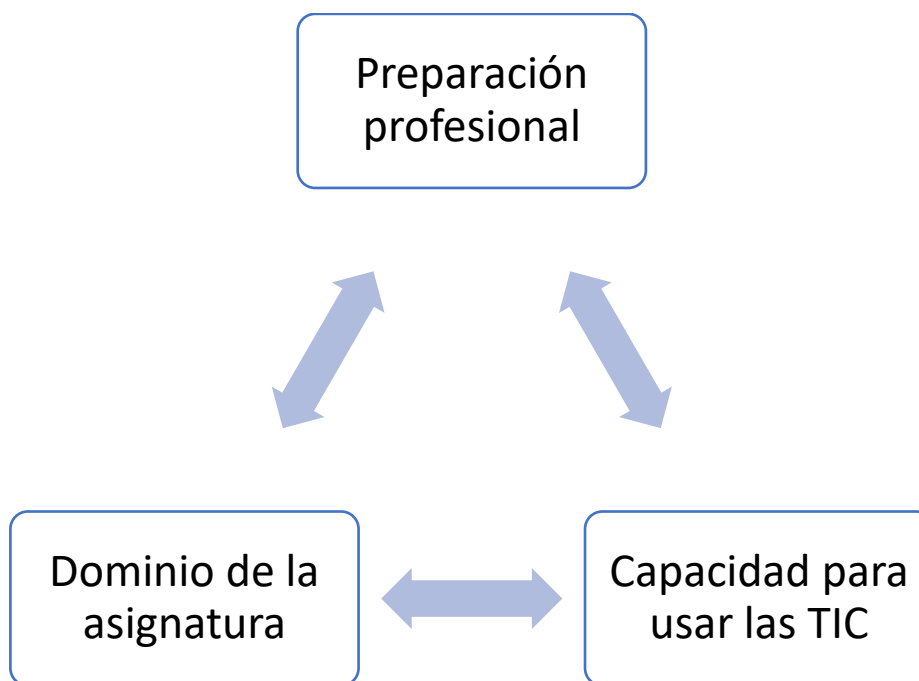 Preparación
profesional
Dominio de la
asignatura
Capacidad para
usar las TIC